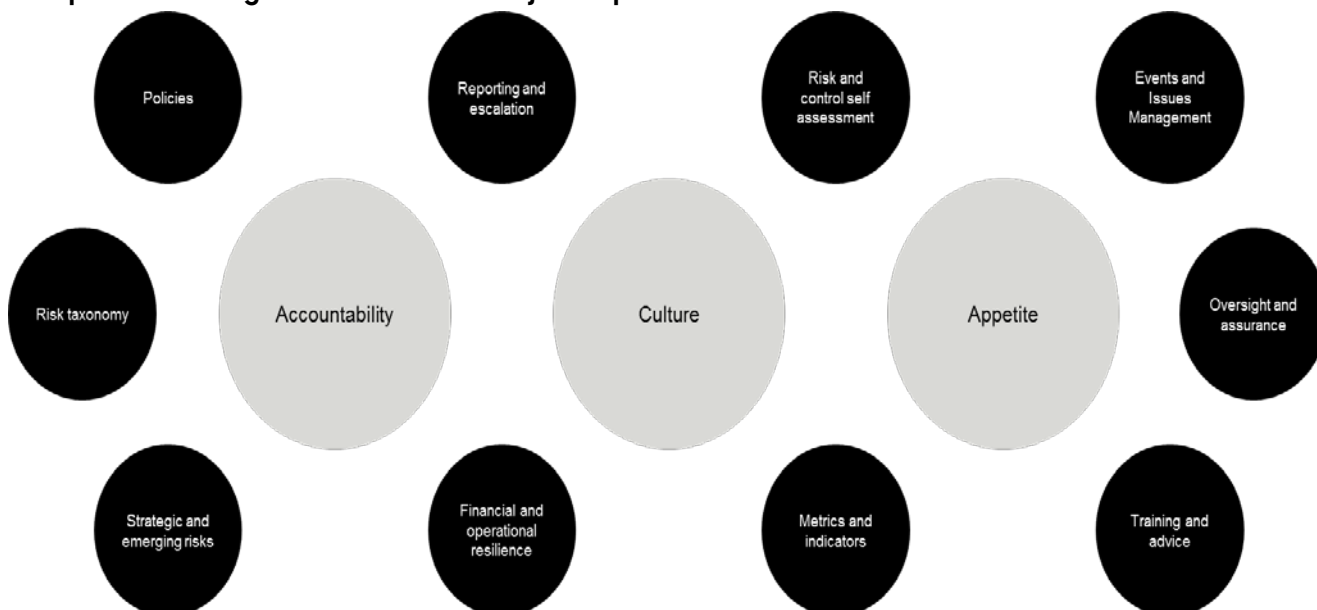 Policies
Reporting and
escalation
Risk and
control self
assessment
Events and
Issues
Management
Risk taxonomy
Accountability
Culture
Appetite
Oversight and
assurance
Strategic and
emerging risks
Financial and
operational
resilience
Metrics and
indicators
Training and
advice